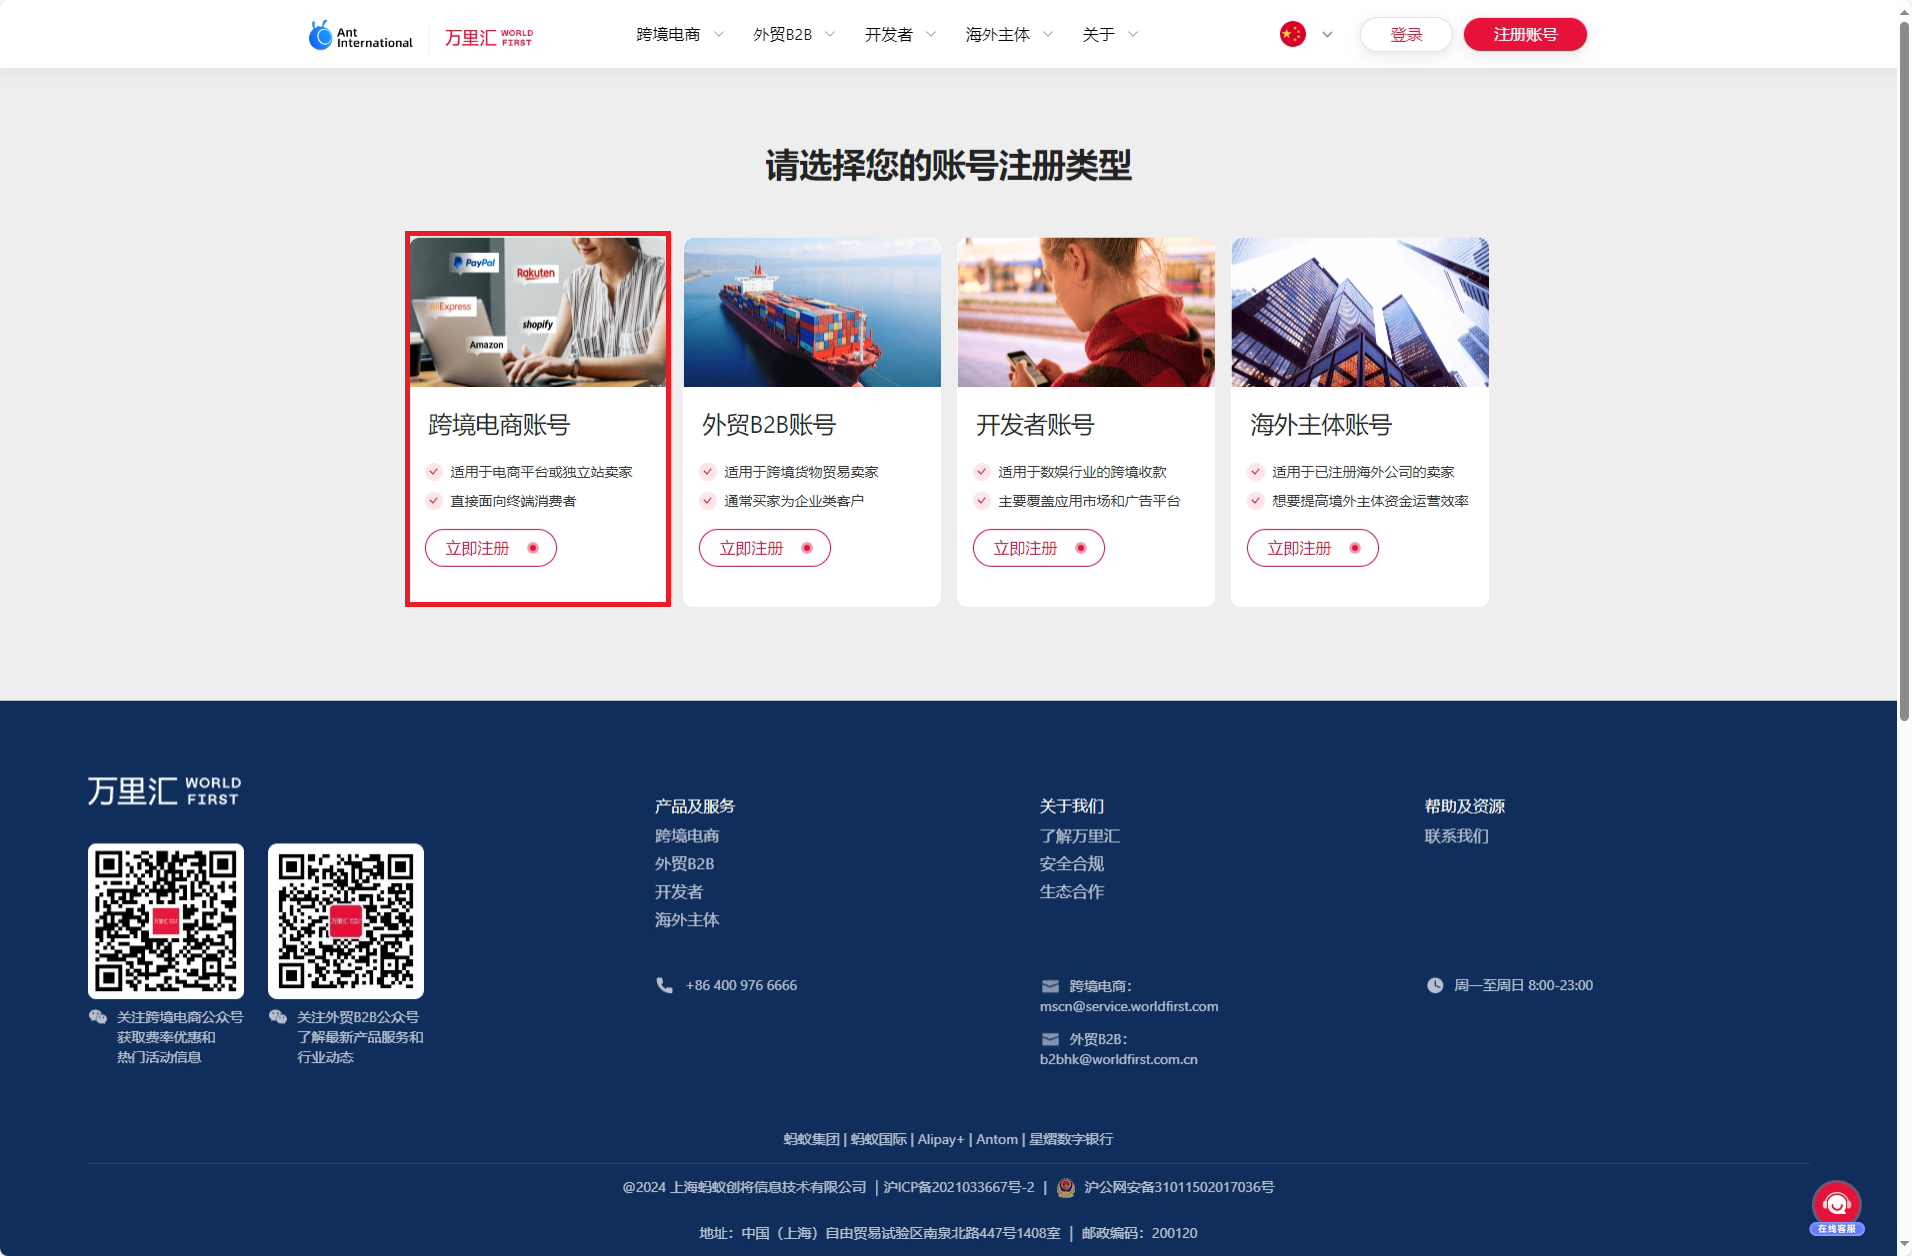 Ant International
万里汇 WORLD FIRST
跨境电商 外贸B2B 开发者 海外主体 关于
登录 注册账号
请选择您的账号注册类型
PayPal
Rakuten
AliExpress
shopify
Amazon
跨境电商账号
适用于电商平台或独立站卖家
直接面向终端消费者
立即注册
外贸B2B账号
适用于跨境货物贸易卖家
通常买家为企业类客户
立即注册
开发者账号
适用于数娱行业的跨境收款
主要覆盖应用市场和广告平台
立即注册
海外主体账号
适用于已注册海外公司的卖家
想要提高境外主体资金运营效率
立即注册
万里汇 WORLD FIRST
关注跨境电商公众号
获取费率优惠和
热门活动信息
关注外贸B2B公众号
了解最新产品服务和
行业动态
产品及服务
跨境电商
外贸B2B
开发者
海外主体
关于我们
了解万里汇
安全合规
生态合作
帮助及资源
联系我们
+86 400 976 6666
跨境电商：
mscn@service.worldfirst.com
外贸B2B：
b2bhk@worldfirst.com.cn
周一至周日 8:00-23:00
蚂蚁集团 | 蚂蚁国际 | Alipay+ | Antom | 星熠数字银行
@2024 上海蚂蚁创将信息技术有限公司 | 沪ICP备2021033667号-2 | 沪公网安备31011502017036号
地址：中国（上海）自由贸易试验区南泉北路447号1408室 | 邮政编码：200120
在线客服